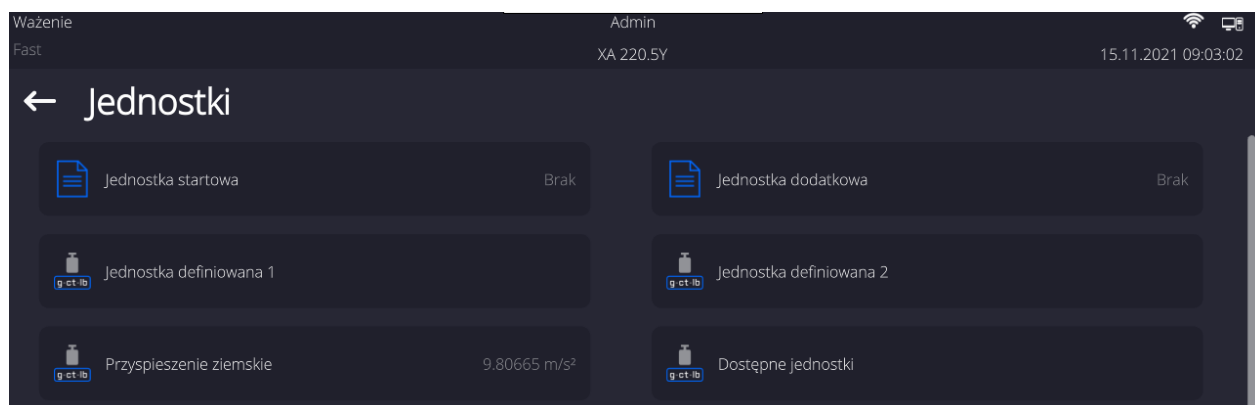 Ważenie Admin
Fast XA 220.5Y 15.11.2021 09:03:02
Jednostki
Jednostka startowa Brak Jednostka dodatkowa Brak
g-ct-lb Jednostka definiowana 1 g-ct-lb Jednostka definiowana 2
g-ct-lb Przyspieszenie ziemskie 9.80665 m/s² g-ct-lb Dostępne jednostki